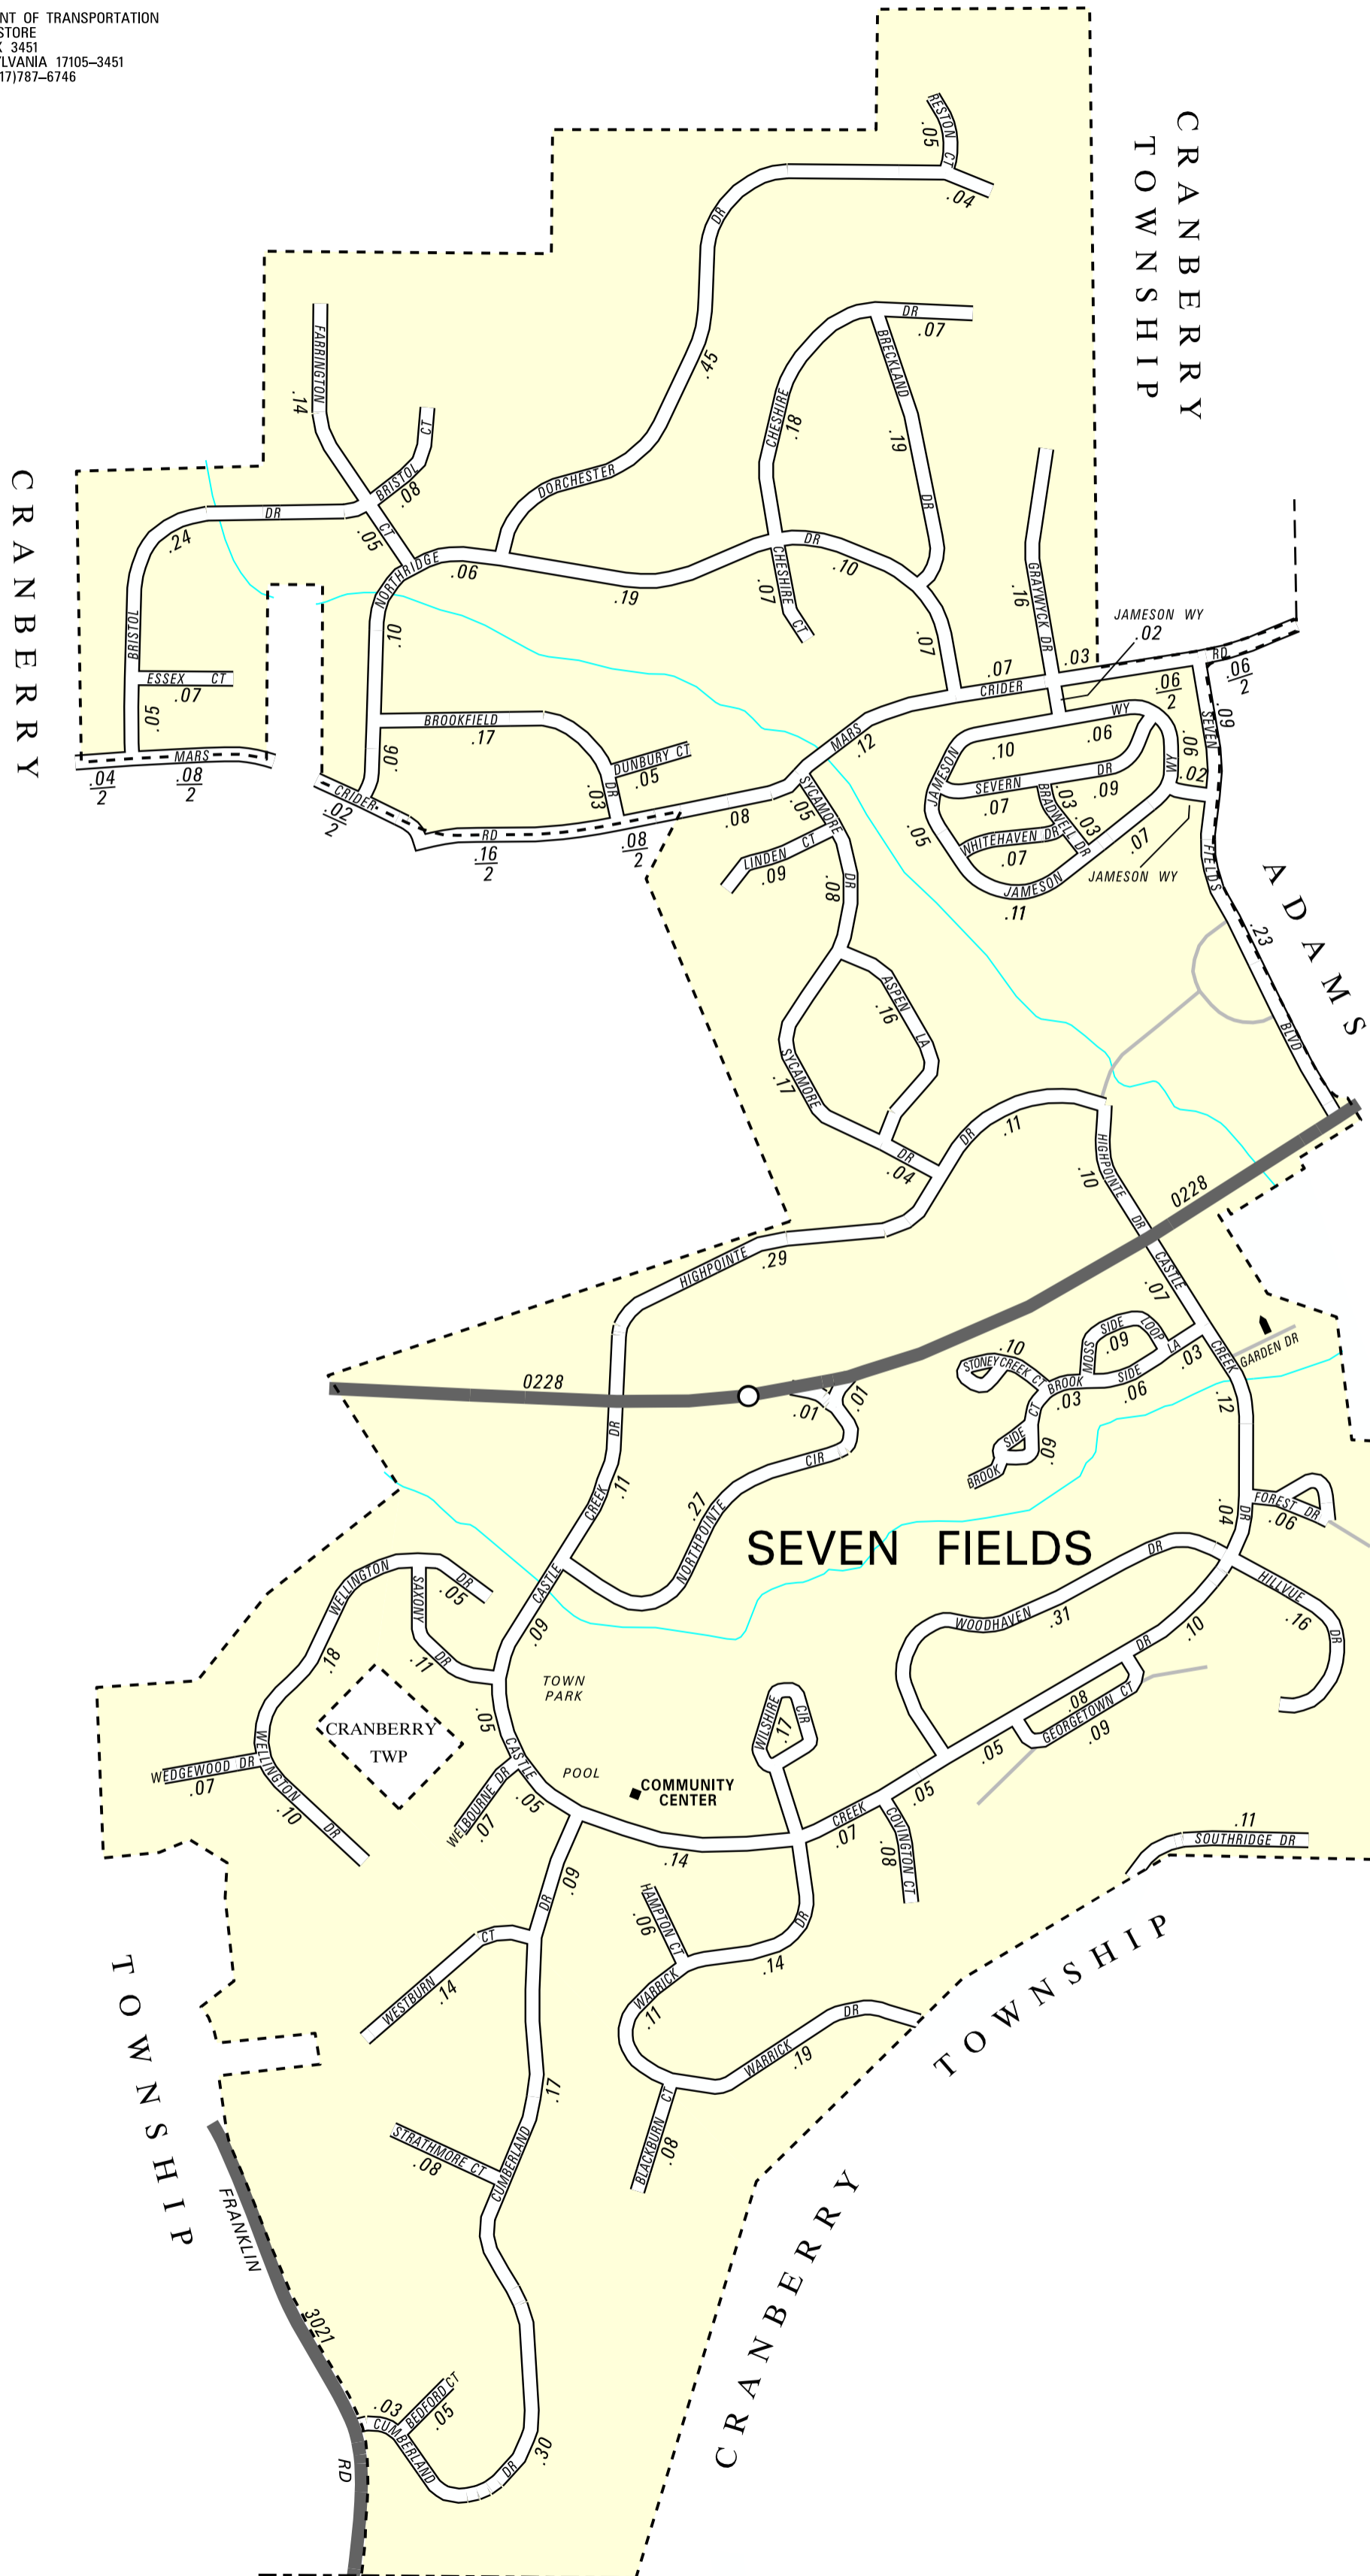 NT OF TRANSPORTATION
STORE
X 3451
YLVANIA 17105–3451
17)787–6746
CRANBERRY
TOWNSHIP
RESTON CT
.05
.04
DR
.45
DORCHESTER
FARRINGTON
.14
CT
.05
BRISTOL CT
.08
DR
.24
BRISTOL
ESSEX CT
.07
.05
MARS
.04
2
.08
2
CRANBERRY
DR
.07
BRECKLAND
.19
DR
CHESHIRE
.18
NORTHRIDGE
.06
.19
DR
.10
.07
CHESHIRE CT
.07
.10
GRAYWYCK DR
.16
JAMESON WY
.02
.03
.07
CRIDER
RD
.06
2
.06
2
.09
SEVEN
BROOKFIELD
.17
.06
DUNBURY CT
.05
DR
.03
MARS
.12
CRIDER
.02
2
RD
.16
2
.08
2
.08
JAMESON
.10
WY
.06
.06
WY
.02
SEVERN
DR
.07
.09
BRADWELL DR
.03
.03
.05
WHITEHAVEN DR
.07
JAMESON
.11
.07
JAMESON WY
FIELDS
.23
BLVD
ADAMS
SYCAMORE
.05
LINDEN CT
.09
.08
DR
ASPEN
.16
LA
SYCAMORE
.17
DR
.04
DR
.11
HIGHPOINTE DR
.10
0228
HIGHPOINTE
.29
CASTLE
.07
CREEK
GARDEN DR
.12
MOSS SIDE LOOP
.09
LA
.03
STONEY CREEK CT
.10
BROOK SIDE
.03
.06
BROOK SIDE CT
.09
0228
.01
.01
DR
.11
CREEK
CIR
.27
NORTHPOINTE
SEVEN FIELDS
.04
DR
FOREST DR
.06
WELLINGTON
DR
.05
SAXONY
.11
DR
.18
CASTLE
.09
DR
WOODHAVEN
.31
HILLVUE
.16
DR
.10
DR
TOWN
PARK
CRANBERRY
TWP
.05
CASTLE
.05
POOL
COMMUNITY
CENTER
WILSHIRE CIR
.17
.08
GEORGETOWN CT
.09
.05
.05
WEDGEWOOD DR
.07
WELLINGTON
.10
DR
WELBOURNE DR
.07
CREEK
.07
.14
COVINGTON CT
.08
.11
SOUTHRIDGE DR
.09
DR
HAMPTON CT
.06
DR
.14
WARRICK
.11
WESTBURN CT
.14
DR
WARRICK
.19
TOWNSHIP
TOWNSHIP
.17
STRATHMORE CT
.08
CUMBERLAND
BLACKBURN CT
.08
CRANBERRY
FRANKLIN
3021
RD
.03
BEDFORD CT
.05
CUMBERLAND
DR
.30